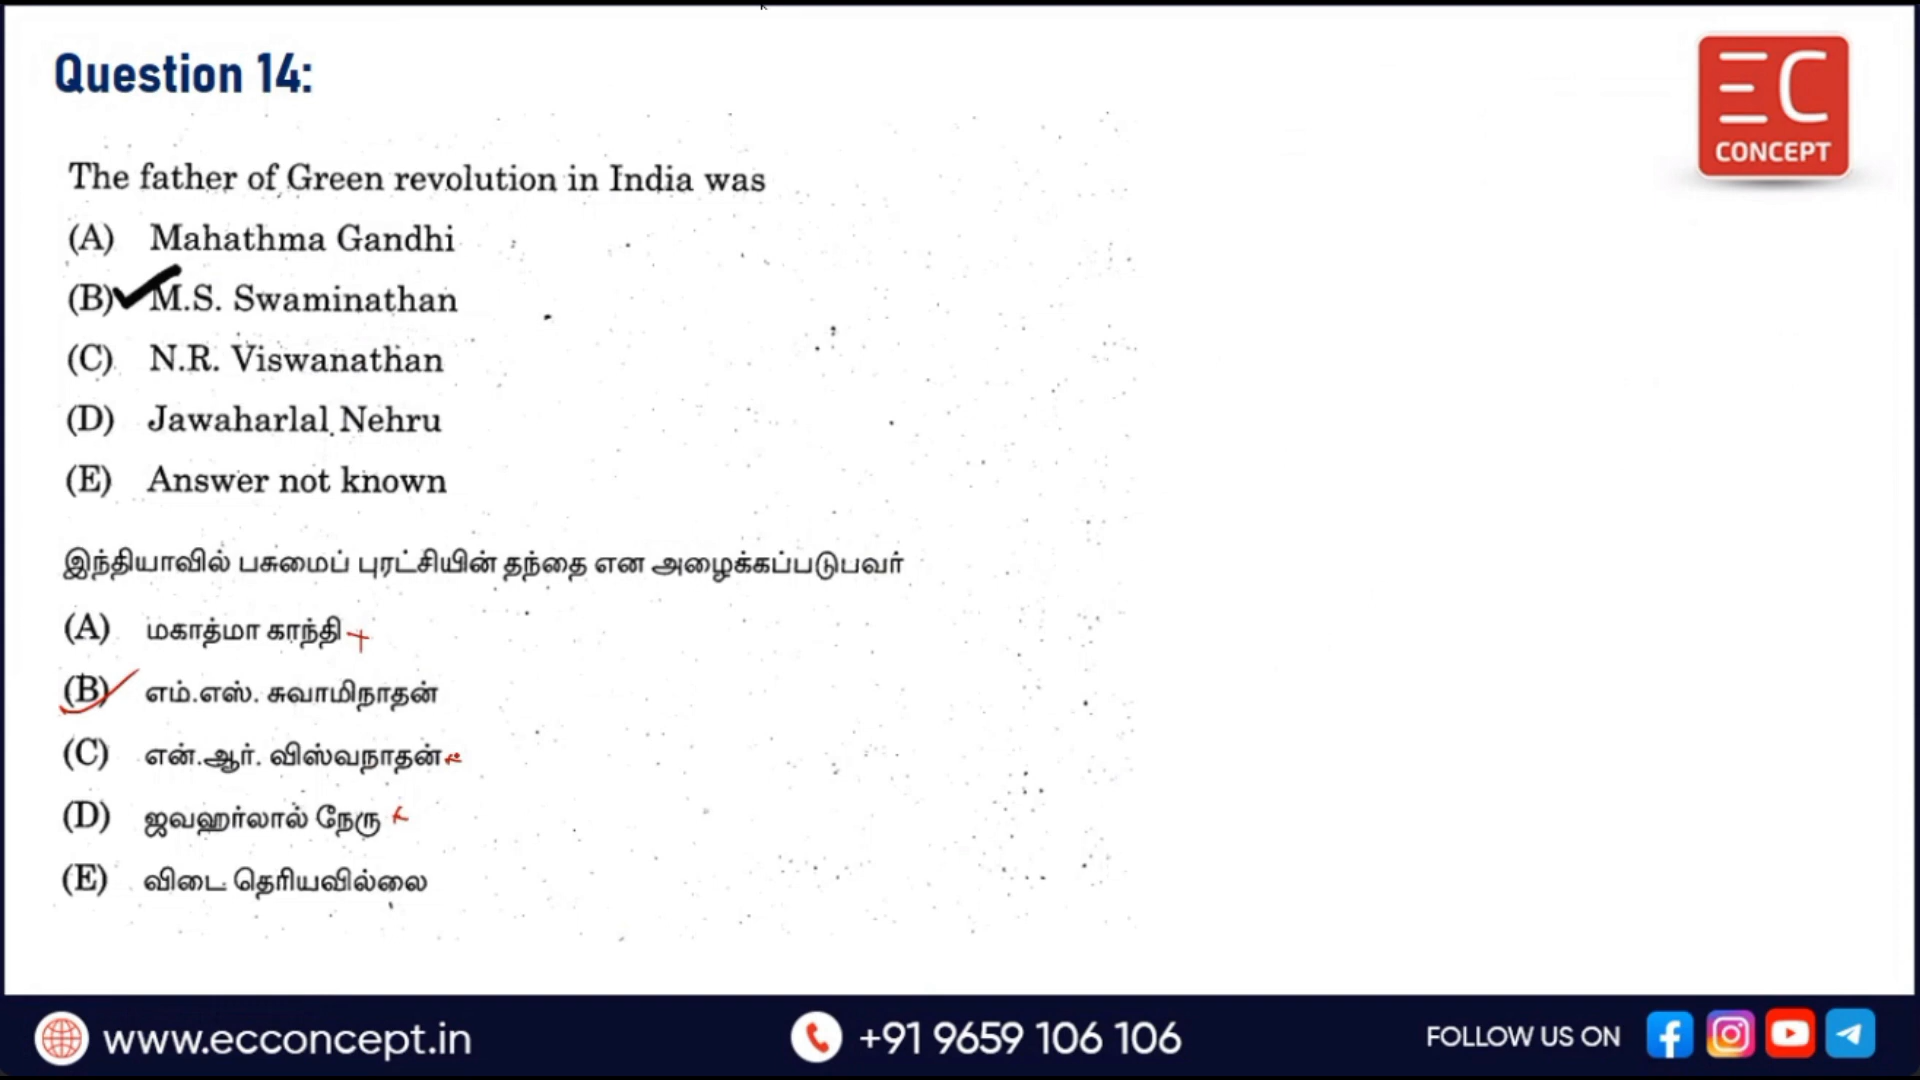 Question 14:
EC
CONCEPT
The father of Green revolution in India was
(A) Mahathma Gandhi
(B) M.S. Swaminathan
(C) N.R. Viswanathan
(D) Jawaharlal Nehru
(E) Answer not known
இந்தியாவில் பசுமைப் புரட்சியின் தந்தை என அழைக்கப்படுபவர்
(A) மகாத்மா காந்தி
(B) எம்.எஸ். சுவாமிநாதன்
(C) என்.ஆர். விஸ்வநாதன்
(D) ஜவஹர்லால் நேரு
(E) விடை தெரியவில்லை
www.ecconcept.in
+91 9659 106 106
FOLLOW US ON